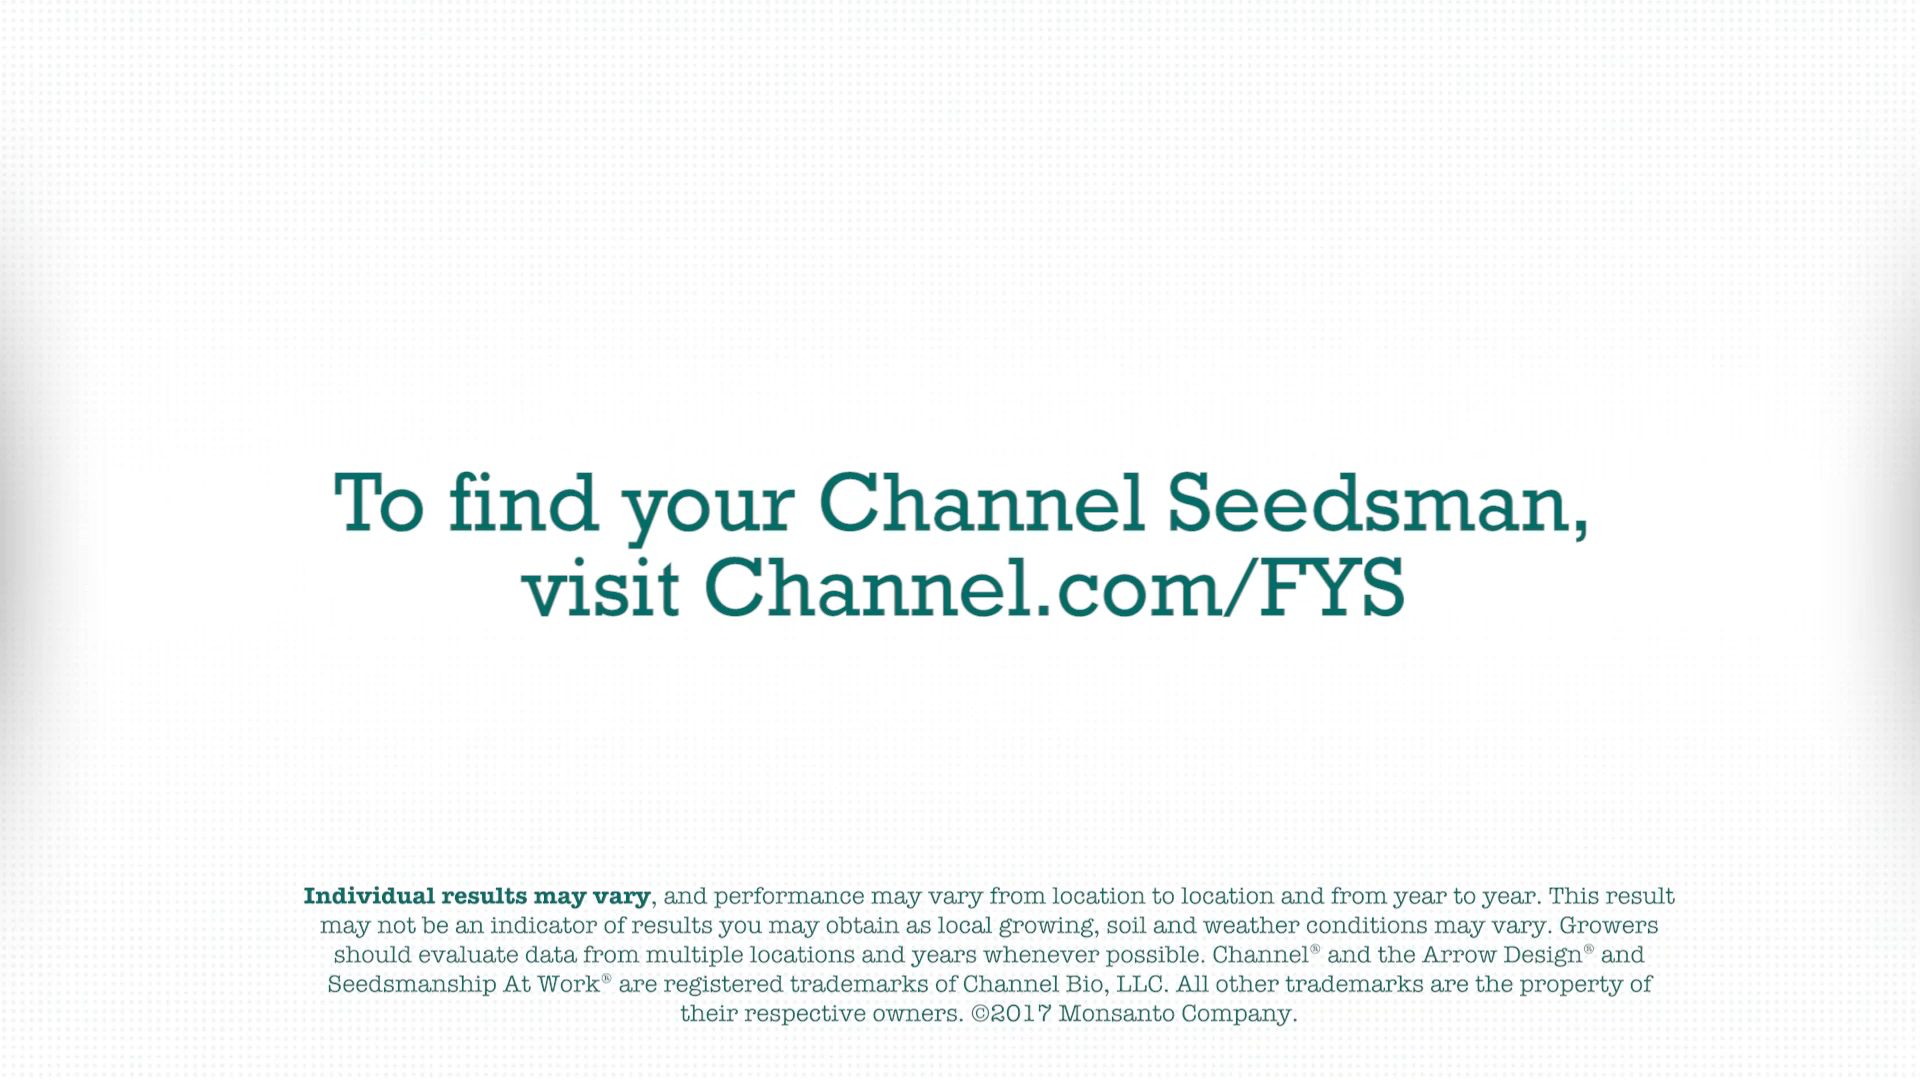 To find your Channel Seedsman,
visit Channel.com/FYS
Individual results may vary, and performance may vary from location to location and from year to year. This result
may not be an indicator of results you may obtain as local growing, soil and weather conditions may vary. Growers
should evaluate data from multiple locations and years whenever possible. Channel® and the Arrow Design® and
Seedsmanship At Work® are registered trademarks of Channel Bio, LLC. All other trademarks are the property of
their respective owners. ©2017 Monsanto Company.